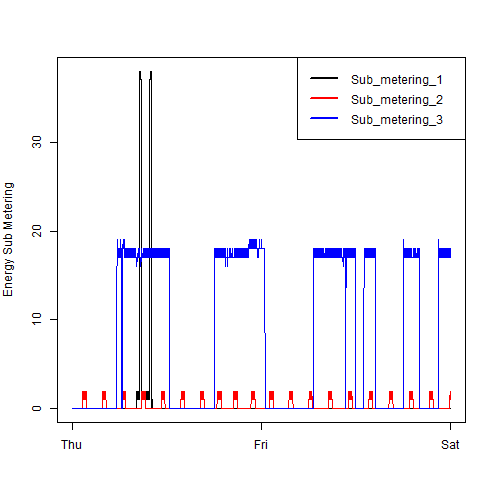 Sub_metering_1
Sub_metering_2
Sub_metering_3
Energy Sub Metering
30
20
10
0
Thu Fri Sat